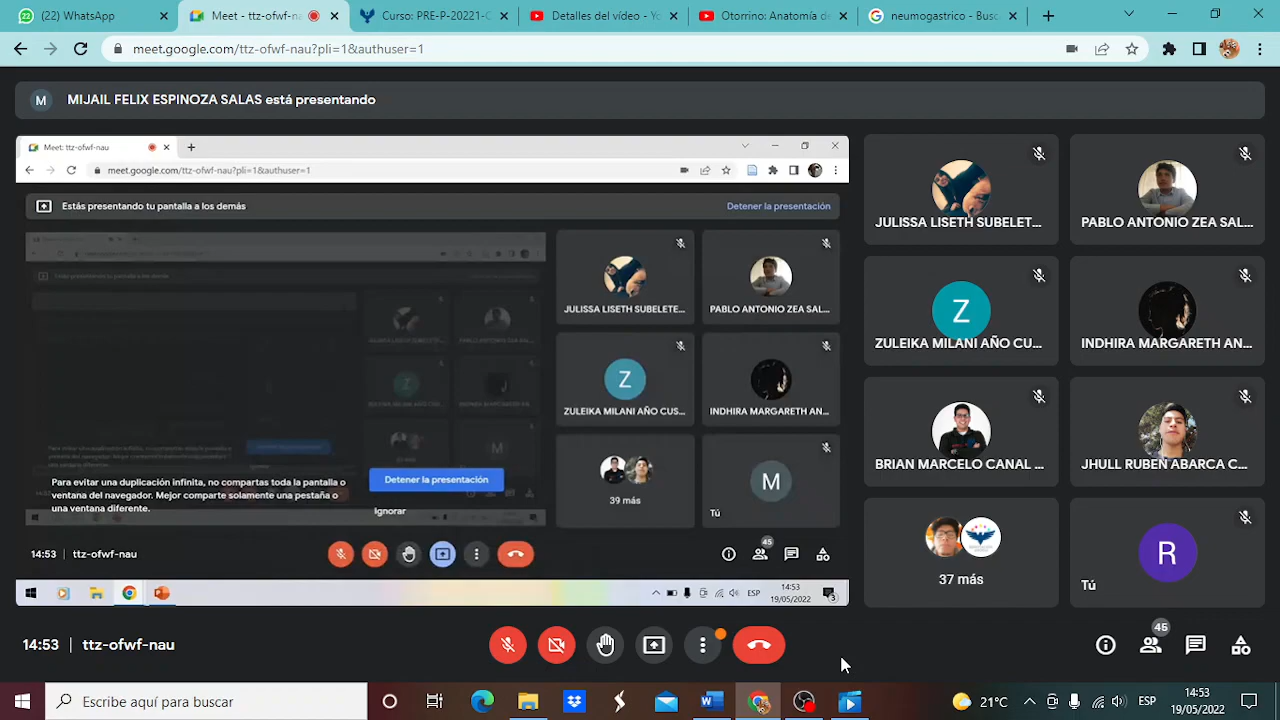 (22) WhatsApp
Meet - ttz-ofwf-na
Curso: PRE-P-20221-C
Detalles del vídeo - Yo
Otorrino: Anatomía de
neumogastrico - Bus
meet.google.com/ttz-ofwf-nau?pli=1&authuser=1
M
MIJAIL FELIX ESPINOZA SALAS está presentando
Meet: ttz-ofwf-nau
meet.google.com/ttz-ofwf-nau?pli=1&authuser=1
Estás presentando tu pantalla a los demás
Detener la presentación
JULISSA LISETH SUBELETE...
PABLO ANTONIO ZEA SAL...
Z
ZULEIKA MILANI AÑO CUS...
INDHIRA MARGARETH AN...
39 más
M
Tú
Para evitar una duplicación infinita, no compartas toda la pantalla o
ventana del navegador. Mejor comparte solamente una pestaña o
una ventana diferente.
Detener la presentación
Ignorar
14:53 | ttz-ofwf-nau
45
ESP
14:53
19/05/2022
3
JULISSA LISETH SUBELET...
PABLO ANTONIO ZEA SAL...
Z
ZULEIKA MILANI AÑO CUS...
INDHIRA MARGARETH AN...
BRIAN MARCELO CANAL ...
JHULL RUBEN ABARCA C...
37 más
R
Tú
14:53 | ttz-ofwf-nau
45
Escribe aquí para buscar
21°C
ESP
14:53
19/05/2022